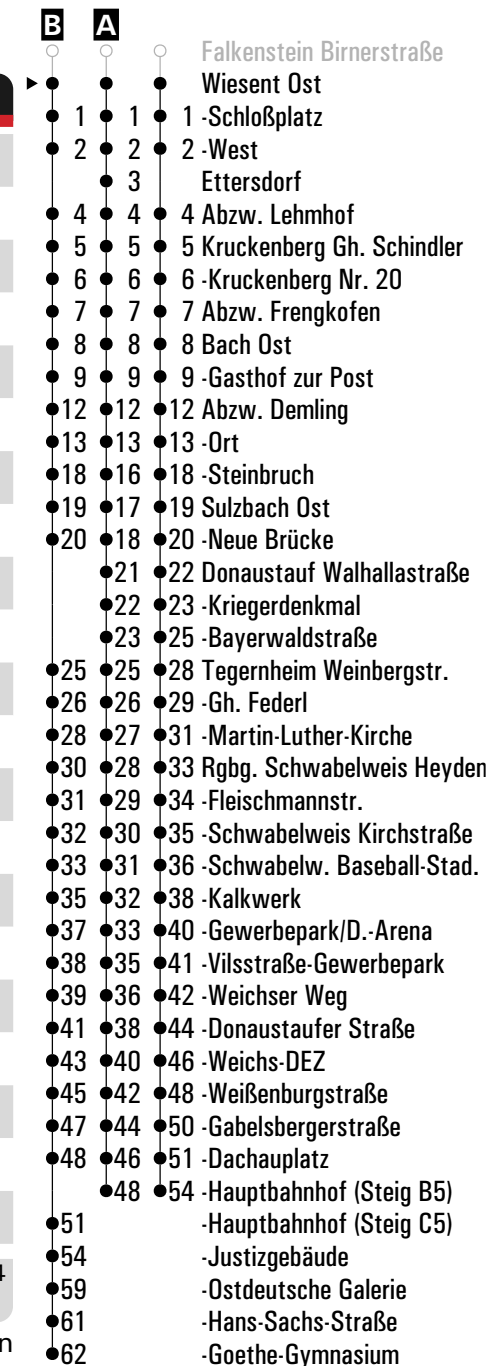 B A
Falkenstein Birnerstraße
Wiesent Ost
1 1 1 -Schloßplatz
2 2 2 -West
3 Ettersdorf
4 4 4 Abzw. Lehmhof
5 5 5 Kruckenberg Gh. Schindler
6 6 6 -Kruckenberg Nr. 20
7 7 7 Abzw. Frengkofen
8 8 8 Bach Ost
9 9 9 -Gasthof zur Post
12 12 12 Abzw. Demling
13 13 13 -Ort
18 16 18 -Steinbruch
19 17 19 Sulzbach Ost
20 18 20 -Neue Brücke
21 22 Donaustauf Walhallastraße
22 23 -Kriegerdenkmal
23 25 -Bayerwaldstraße
25 25 28 Tegernheim Weinbergstr.
26 26 29 -Gh. Federl
28 27 31 -Martin-Luther-Kirche
30 28 33 Rgbg. Schwabelweis Heyden
31 29 34 -Fleischmannstr.
32 30 35 -Schwabelweis Kirchstraße
33 31 36 -Schwabelw. Baseball-Stad.
35 32 38 -Kalkwerk
37 33 40 -Gewerbepark/D.-Arena
38 35 41 -Vilsstraße-Gewerbepark
39 36 42 -Weichser Weg
41 38 44 -Donaustaufer Straße
43 40 46 -Weichs-DEZ
45 42 48 -Weißenburgstraße
47 44 50 -Gabelsbergerstraße
48 46 51 -Dachauplatz
48 54 -Hauptbahnhof (Steig B5)
51 -Hauptbahnhof (Steig C5)
54 -Justizgebäude
59 -Ostdeutsche Galerie
61 -Hans-Sachs-Straße
62 -Goethe-Gymnasium